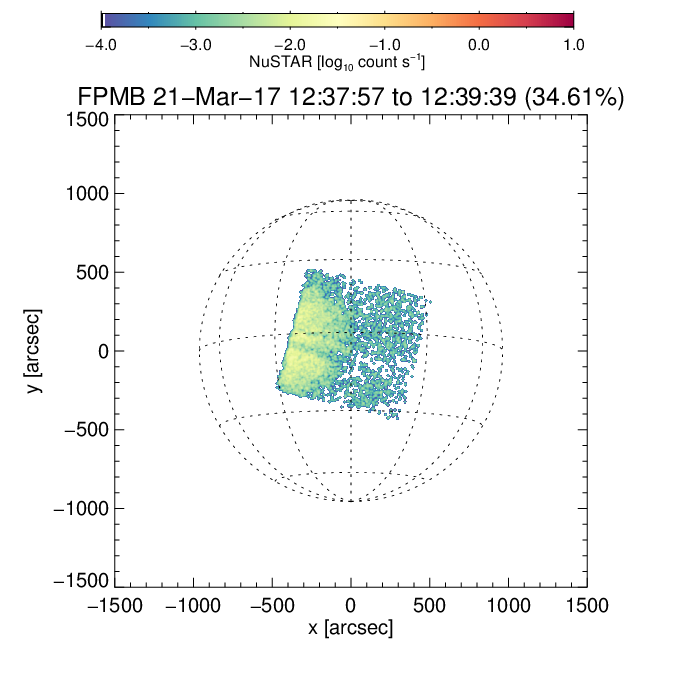 −4.0 −3.0 −2.0 −1.0 0.0 1.0
NuSTAR [log₁₀ count s⁻¹]
FPMB 21−Mar−17 12:37:57 to 12:39:39 (34.61%)
1500
1000
500
0
−500
−1000
−1500
y [arcsec]
−1500 −1000 −500 0 500 1000 1500
x [arcsec]